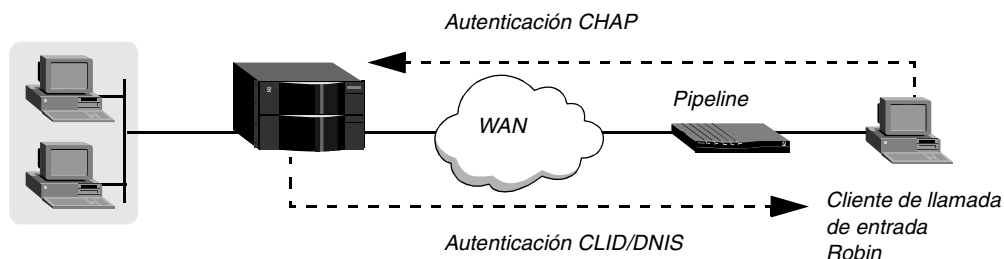 Autenticación CHAP
Pipeline
WAN
Cliente de llamada
de entrada
Robin
Autenticación CLID/DNIS